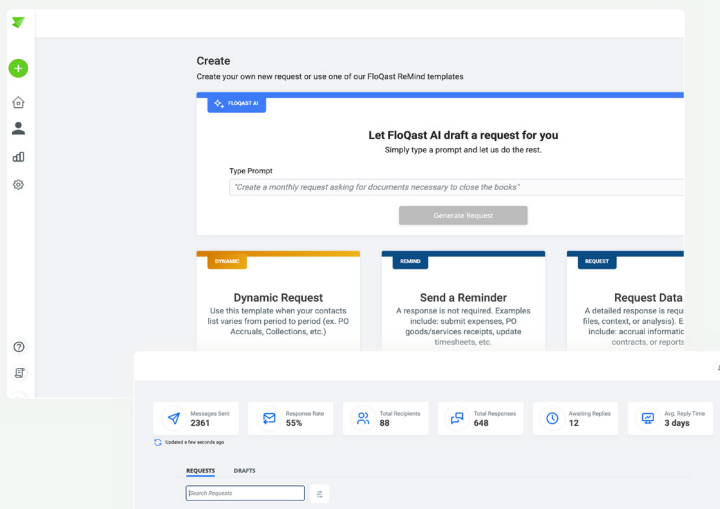 Create
Create your own new request or use one of our FloQast ReMind templates
FLOQAST AI
Let FloQast AI draft a request for you
Simply type a prompt and let us do the rest.
Type Prompt
"Create a monthly request asking for documents necessary to close the books"
Generate Request
DYNAMIC
Dynamic Request
Use this template when your contacts
list varies from period to period (ex. PO
Accruals, Collections, etc.)
REMIND
Send a Reminder
A response is not required. Examples
include: submit expenses, PO
goods/services receipts, update
timesheets, etc.
REQUEST
Request Data
A detailed response is requ
files, context, or analysis). E
include: accrual informatic
contracts, or reports
Messages Sent
2361
Response Rate
55%
Total Recipients
88
Total Responses
648
Awaiting Replies
12
Avg. Reply Time
3 days
Updated a few seconds ago
REQUESTS DRAFTS
Search Requests